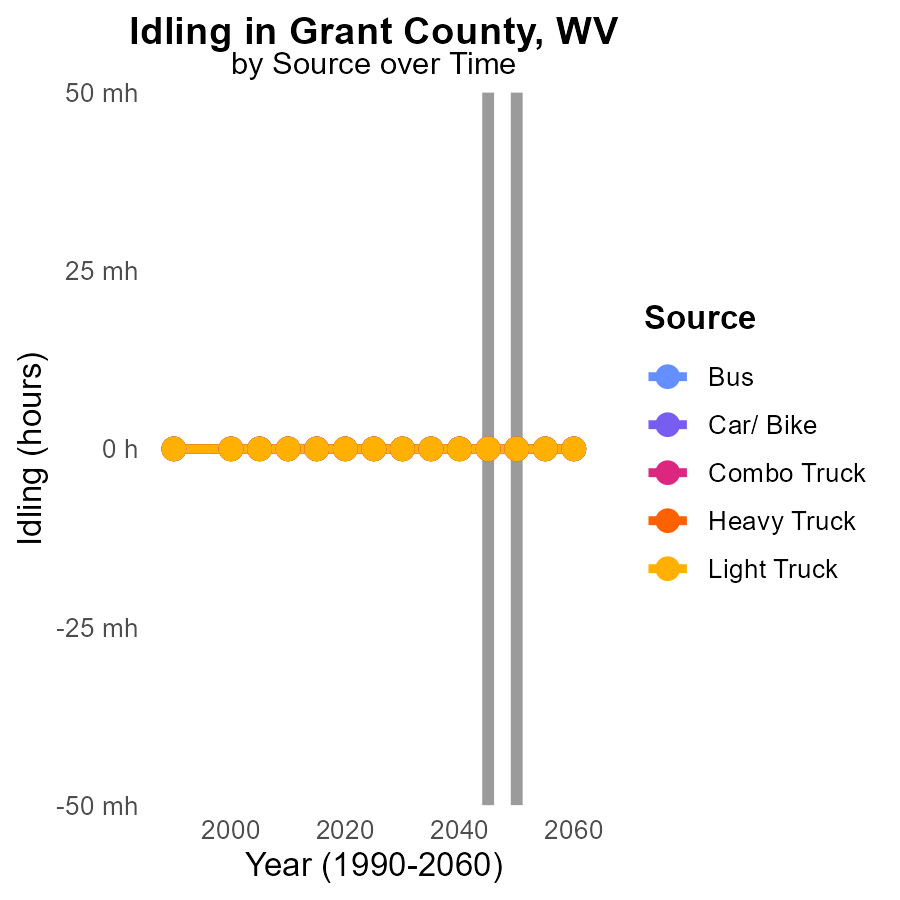 Idling in Grant County, WV
by Source over Time
50 mh
25 mh
0 h
-25 mh
-50 mh
Idling (hours)
2000 2020 2040 2060
Year (1990-2060)
Source
Bus
Car/ Bike
Combo Truck
Heavy Truck
Light Truck